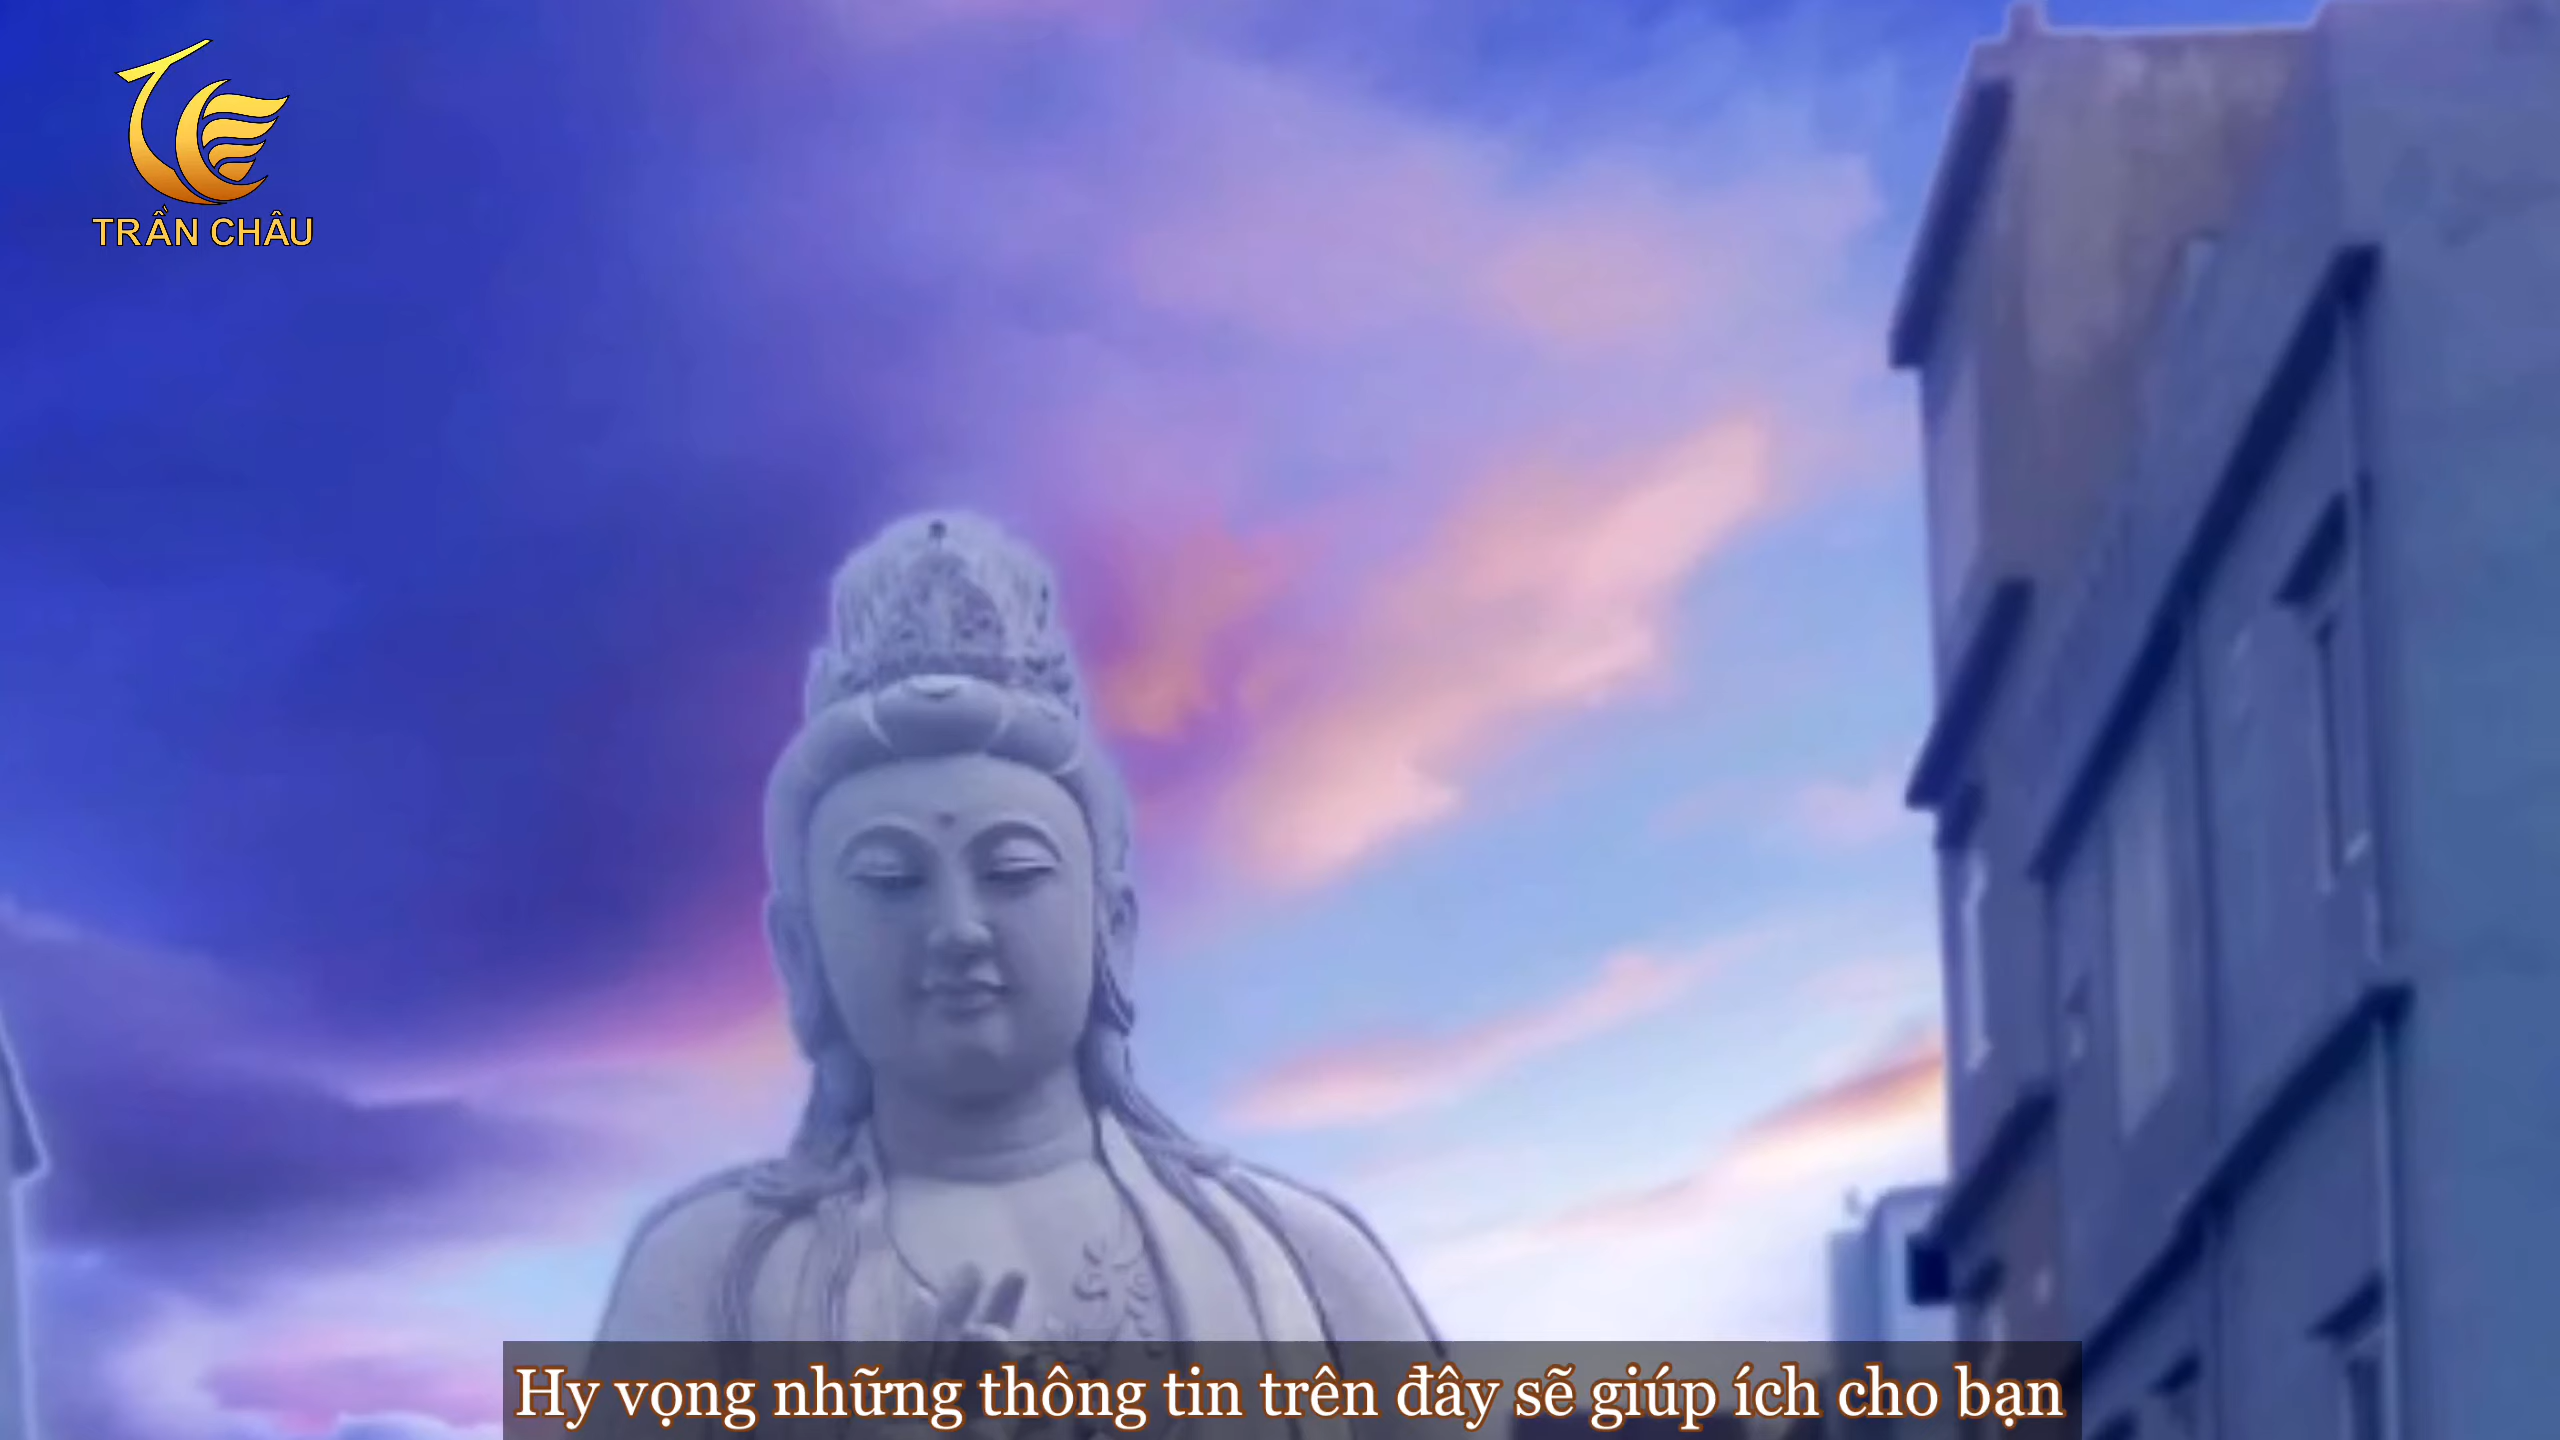 TRẦN CHÂU
Hy vọng những thông tin trên đây sẽ giúp ích cho bạn